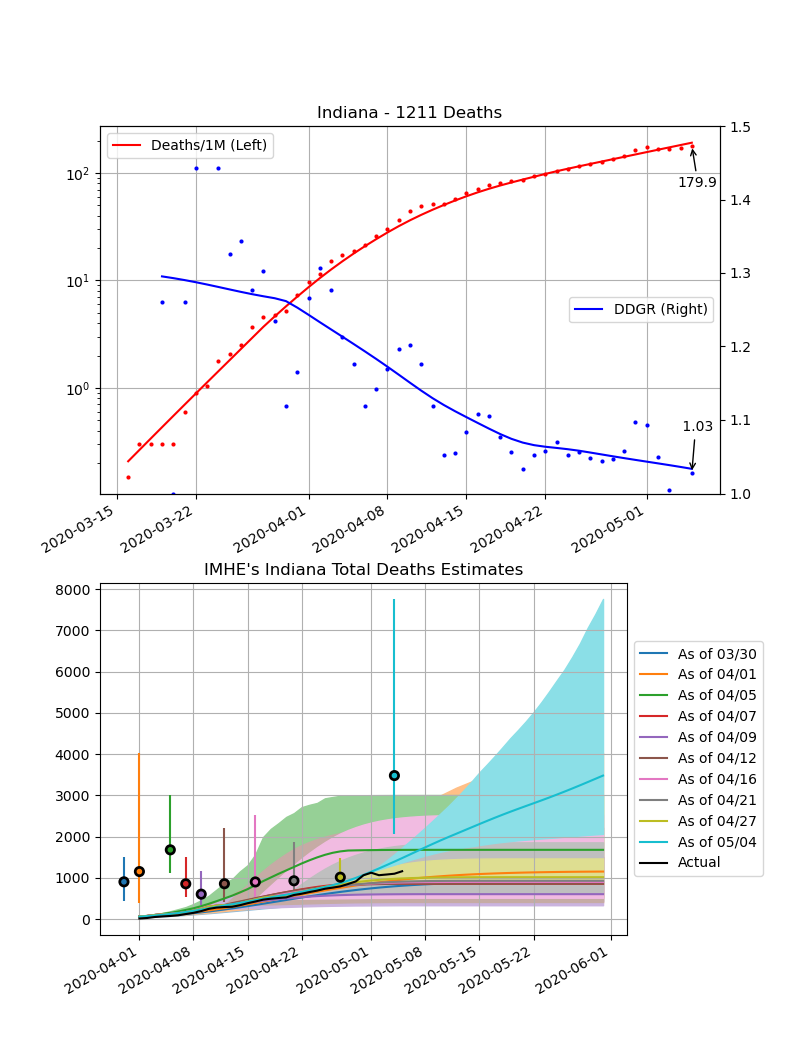 Indiana - 1211 Deaths
Deaths/1M (Left)
DDGR (Right)
179.9
1.03
10²
10¹
10⁰
1.5
1.4
1.3
1.2
1.1
1.0
2020-03-15
2020-03-22
2020-04-01
2020-04-08
2020-04-15
2020-04-22
2020-05-01
IMHE's Indiana Total Deaths Estimates
8000
7000
6000
5000
4000
3000
2000
1000
0
As of 03/30
As of 04/01
As of 04/05
As of 04/07
As of 04/09
As of 04/12
As of 04/16
As of 04/21
As of 04/27
As of 05/04
Actual
2020-04-01
2020-04-08
2020-04-15
2020-04-22
2020-05-01
2020-05-08
2020-05-15
2020-05-22
2020-06-01